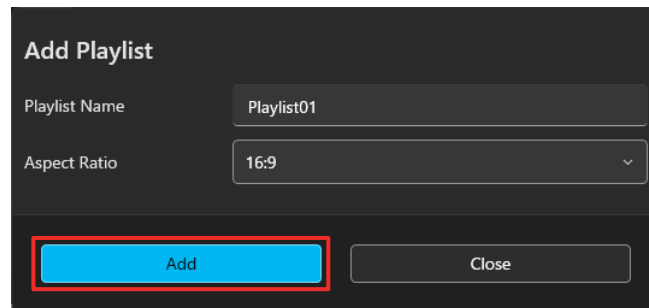 Add Playlist
Playlist Name Playlist01
Aspect Ratio 16:9
Add Close